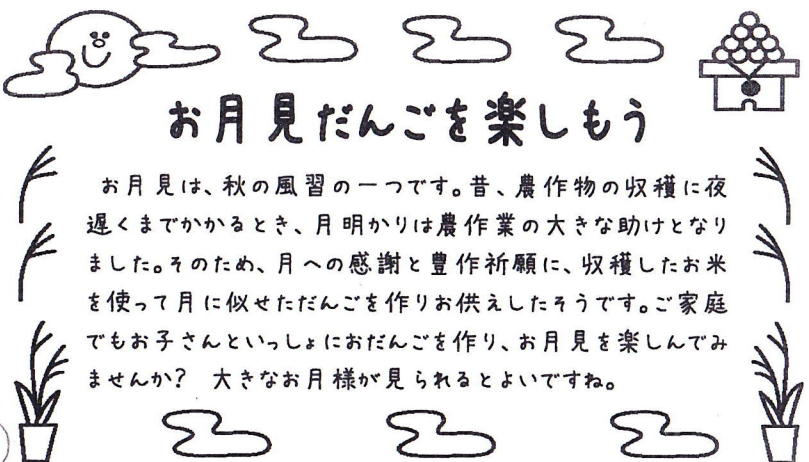 お月見だんごを楽しもう
お月見は、秋の風習の一つです。昔、農作物の収穫に夜
遅くまでかかるとき、月明かりは農作業の大きな助けとなり
ました。そのため、月への感謝と豊作祈願に、収穫したお米
を使って月に似せただんごを作りお供えしたそうです。ご家庭
でもお子さんといっしょにおだんごを作り、お月見を楽しんでみ
ませんか？　大きなお月様が見られるとよいですね。